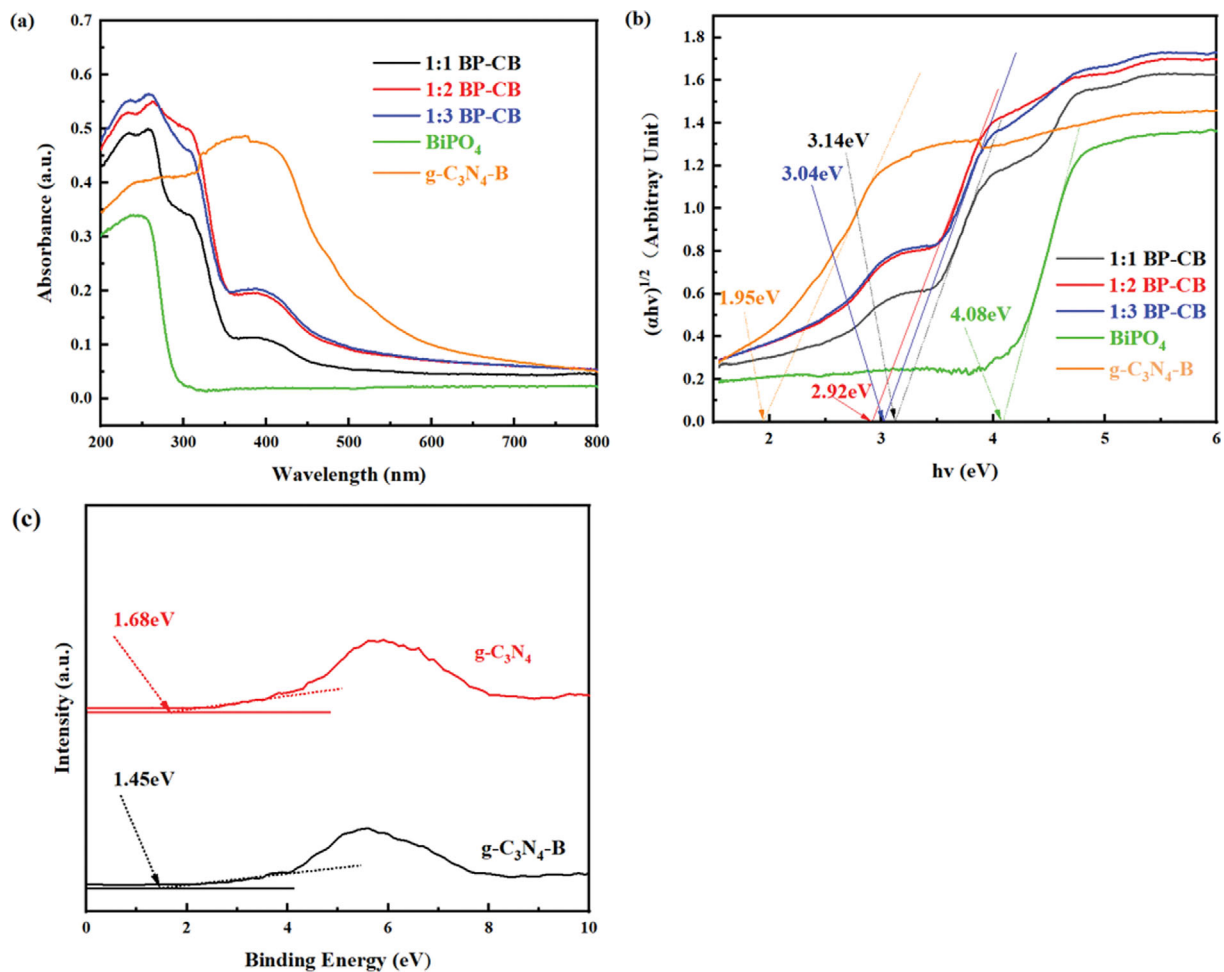 (a)
0.7
0.6
0.5
0.4
0.3
0.2
0.1
0.0
Absorbance (a.u.)
1:1 BP-CB
1:2 BP-CB
1:3 BP-CB
BiPO₄
g-C₃N₄-B
200 300 400 500 600 700 800
Wavelength (nm)
(b)
1.8
1.6
1.4
1.2
1.0
0.8
0.6
0.4
0.2
0.0
(αhv)¹/² (Arbitray Unit)
3.14eV
3.04eV
1.95eV
2.92eV
4.08eV
1:1 BP-CB
1:2 BP-CB
1:3 BP-CB
BiPO₄
g-C₃N₄-B
2 3 4 5 6
hv (eV)
(c)
Intensity (a.u.)
1.68eV
g-C₃N₄
1.45eV
g-C₃N₄-B
0 2 4 6 8 10
Binding Energy (eV)